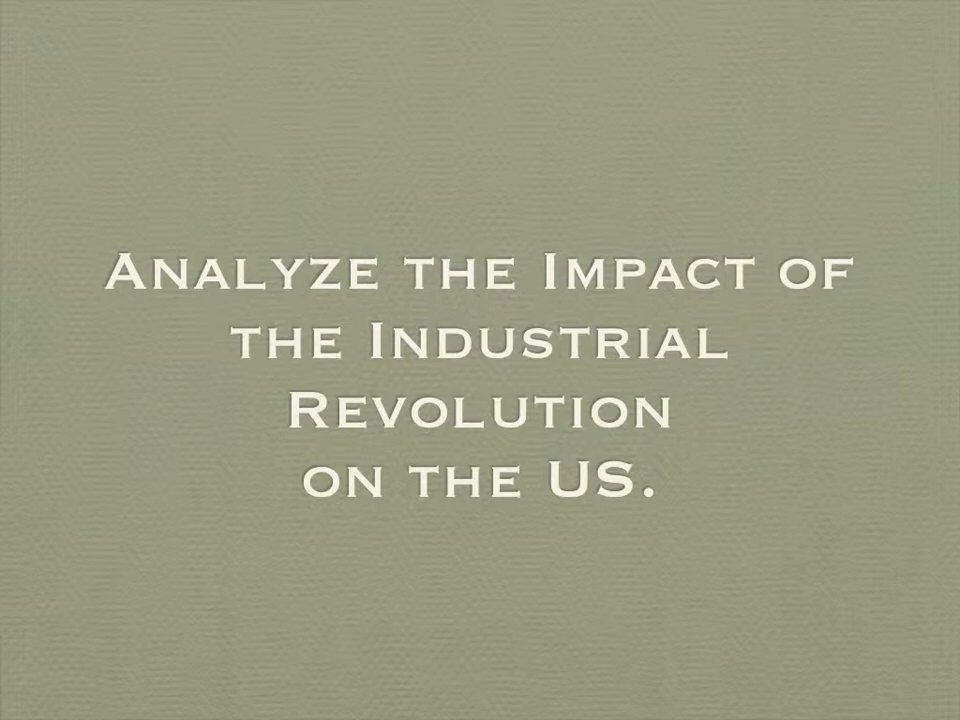 Analyze the Impact of
the Industrial
Revolution
on the US.